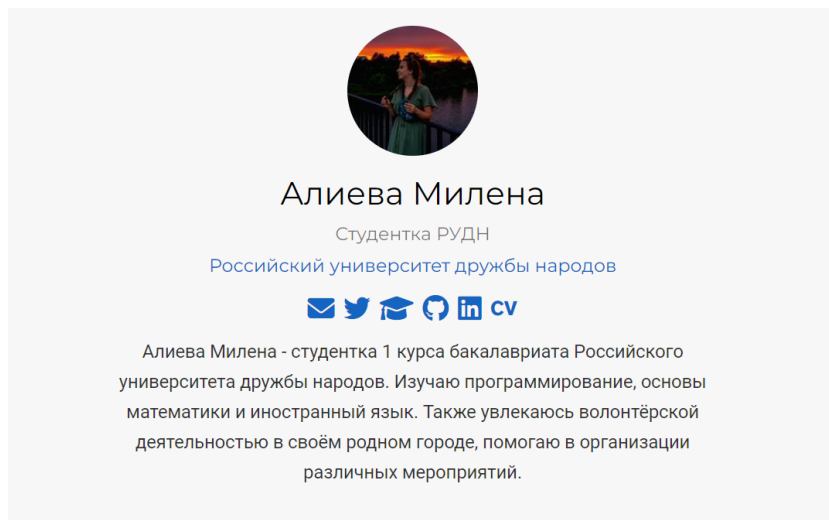 Алиева Милена
Студентка РУДН
Российский университет дружбы народов
in CV
Алиева Милена - студентка 1 курса бакалавриата Российского
университета дружбы народов. Изучаю программирование, основы
математики и иностранный язык. Также увлекаюсь волонтёрской
деятельностью в своём родном городе, помогаю в организации
различных мероприятий.